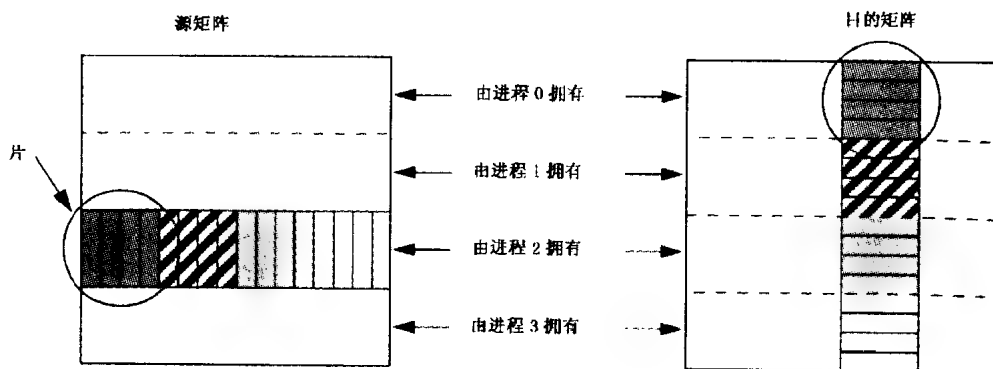 源矩阵
目的矩阵
由进程 0 拥有
片
由进程 1 拥有
由进程 2 拥有
由进程 3 拥有